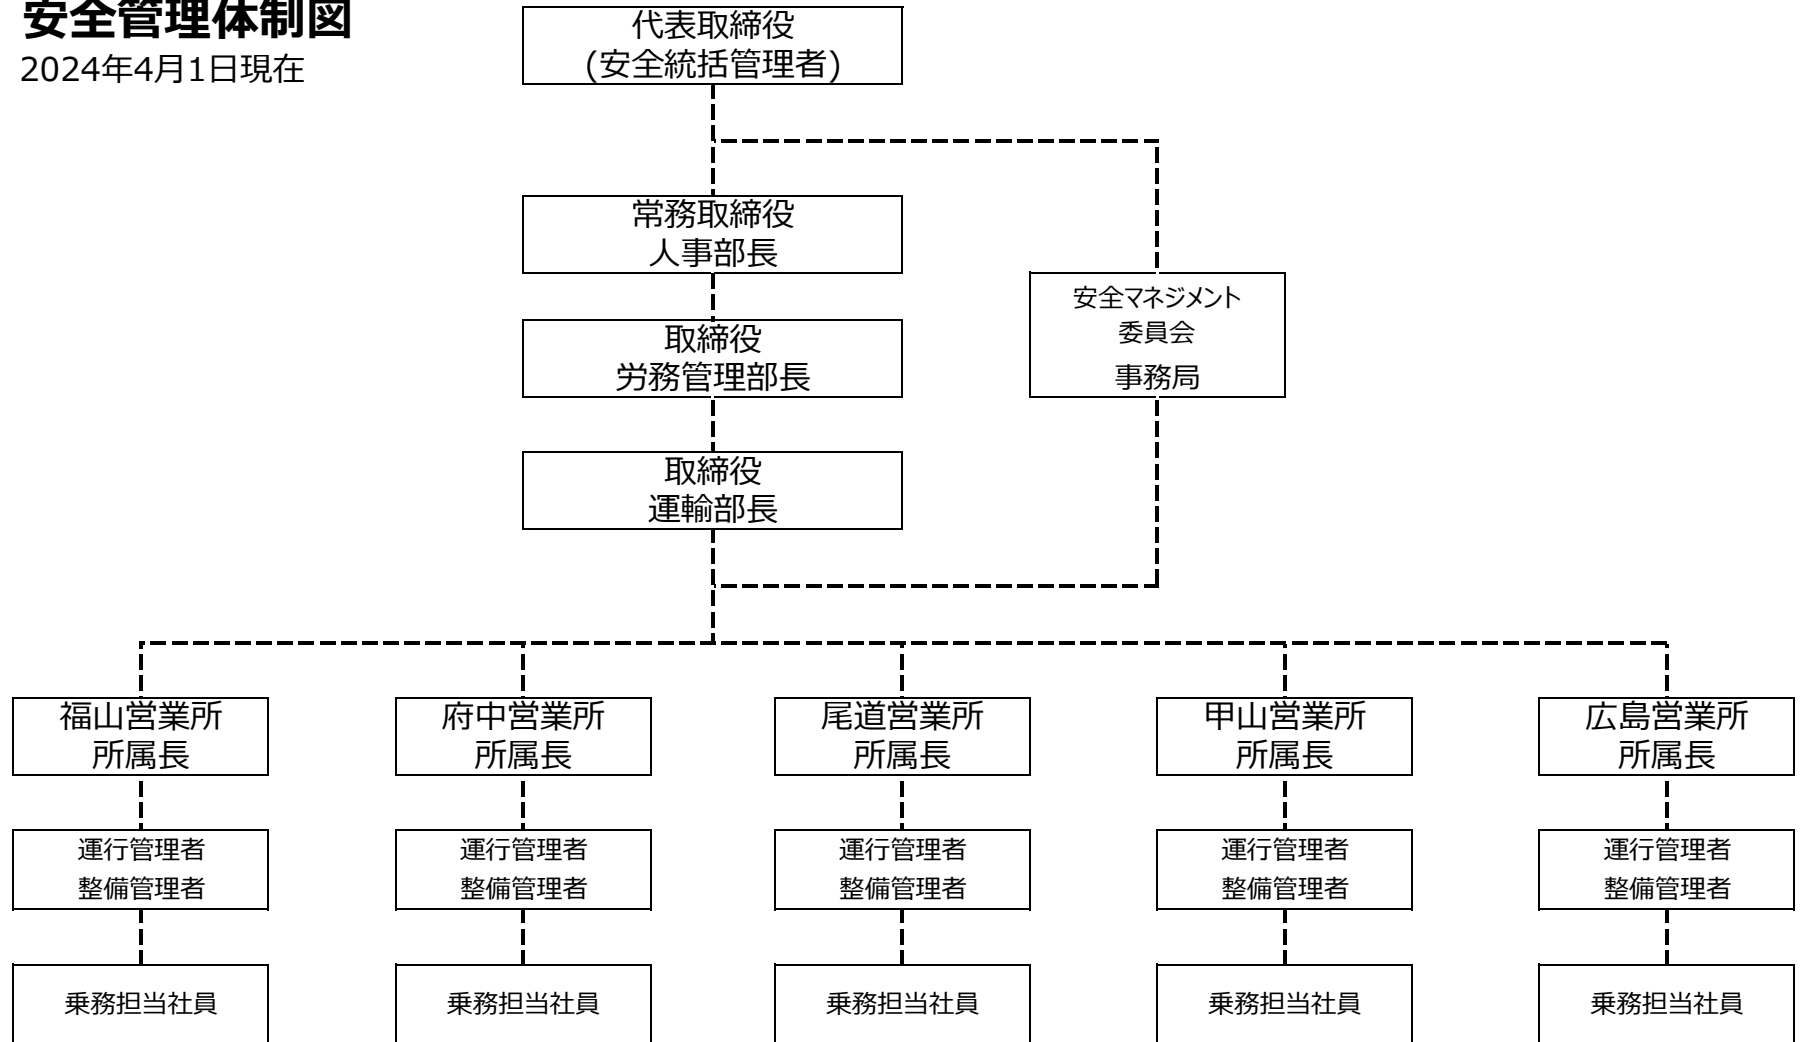 安全管理体制図
2024年4月1日現在
代表取締役
(安全統括管理者)
常務取締役
人事部長
安全マネジメント
委員会
事務局
取締役
労務管理部長
取締役
運輸部長
福山営業所
所属長
府中営業所
所属長
尾道営業所
所属長
甲山営業所
所属長
広島営業所
所属長
運行管理者
整備管理者
運行管理者
整備管理者
運行管理者
整備管理者
運行管理者
整備管理者
運行管理者
整備管理者
乗務担当社員
乗務担当社員
乗務担当社員
乗務担当社員
乗務担当社員